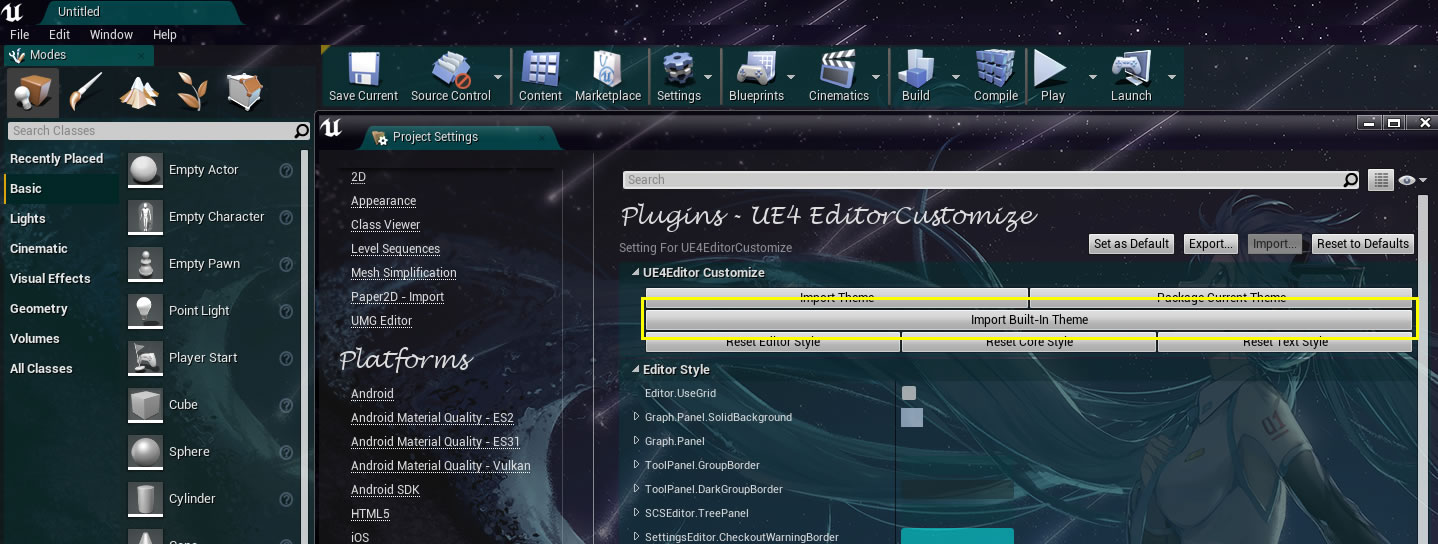 Untitled
File Edit Window Help
Modes
Save Current Source Control Content Marketplace Settings Blueprints Cinematics Build Compile Play Launch
Search Classes
Recently Placed
Basic
Lights
Cinematic
Visual Effects
Geometry
Volumes
All Classes
Empty Actor
Empty Character
Empty Pawn
Point Light
Player Start
Cube
Sphere
Cylinder
Cone
Project Settings
2D
Appearance
Class Viewer
Level Sequences
Mesh Simplification
Paper2D - Import
UMG Editor
Platforms
Android
Android Material Quality - ES2
Android Material Quality - ES31
Android Material Quality - Vulkan
Android SDK
HTML5
iOS
Search
Plugins - UE4 EditorCustomize
Setting For UE4EditorCustomize
Set as Default Export... Import... Reset to Defaults
UE4Editor Customize
Import Theme Package Current Theme
Import Built-In Theme
Reset Editor Style Reset Core Style Reset Text Style
Editor Style
Editor.UseGrid
Graph.Panel.SolidBackground
Graph.Panel
ToolPanel.GroupBorder
ToolPanel.DarkGroupBorder
SCSEditor.TreePanel
SettingsEditor.CheckoutWarningBorder
01